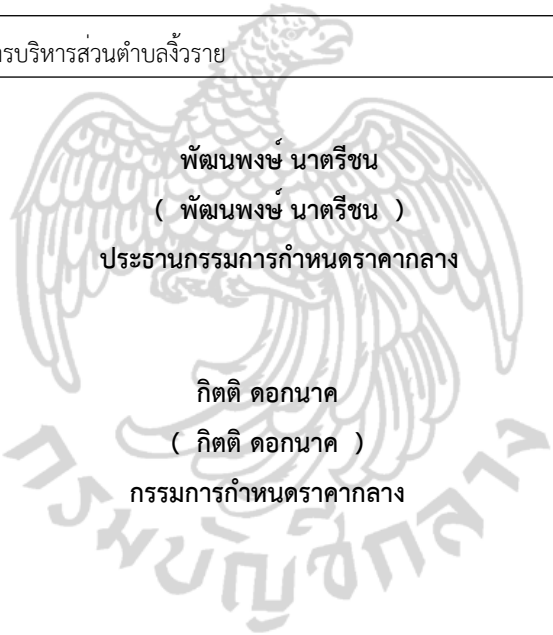 รบริหารส่วนตำบลงิ้วราย
พัฒนพงษ์ นาตรีชน
( พัฒนพงษ์ นาตรีชน )
ประธานกรรมการกำหนดราคากลาง
กิตติ ดอกนาค
( กิตติ ดอกนาค )
กรรมการกำหนดราคากลาง
กรมบัญชีกลาง